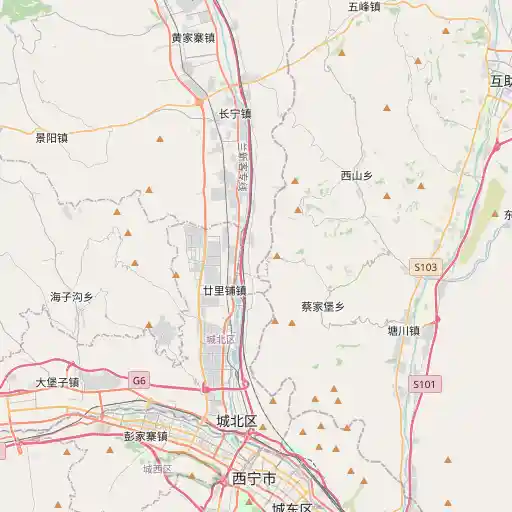 五峰镇
黄家寨镇
互助
长宁镇
景阳镇
兰新客专线
西山乡
东
S103
廿里铺镇
海子沟乡
蔡家堡乡
塘川镇
城北区
G6
大堡子镇
S101
城北区
彭家寨镇
城西区
西宁市
城东区